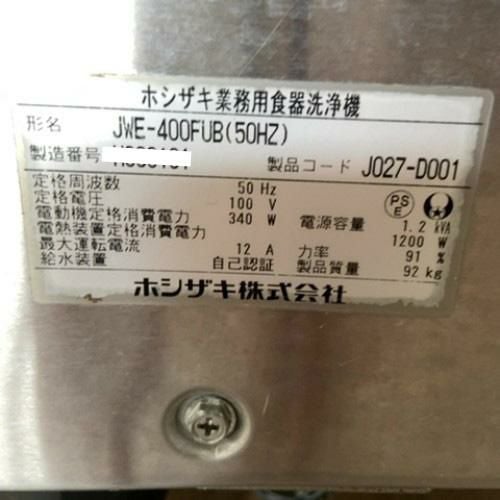 ホシザキ業務用食器洗浄機
形名 JWE-400FUB(50HZ)
製造番号
製品コード J027-D001
定格周波数 50 Hz
定格電圧 100 V
電動機定格消費電力 340 W
電源容量 1.2 kVA
電熱装置定格消費電力 1200 W
最大運転電流 12 A
力率 91 %
給水装置 自己認証
製品質量 92 kg
PSE
ホシザキ株式会社